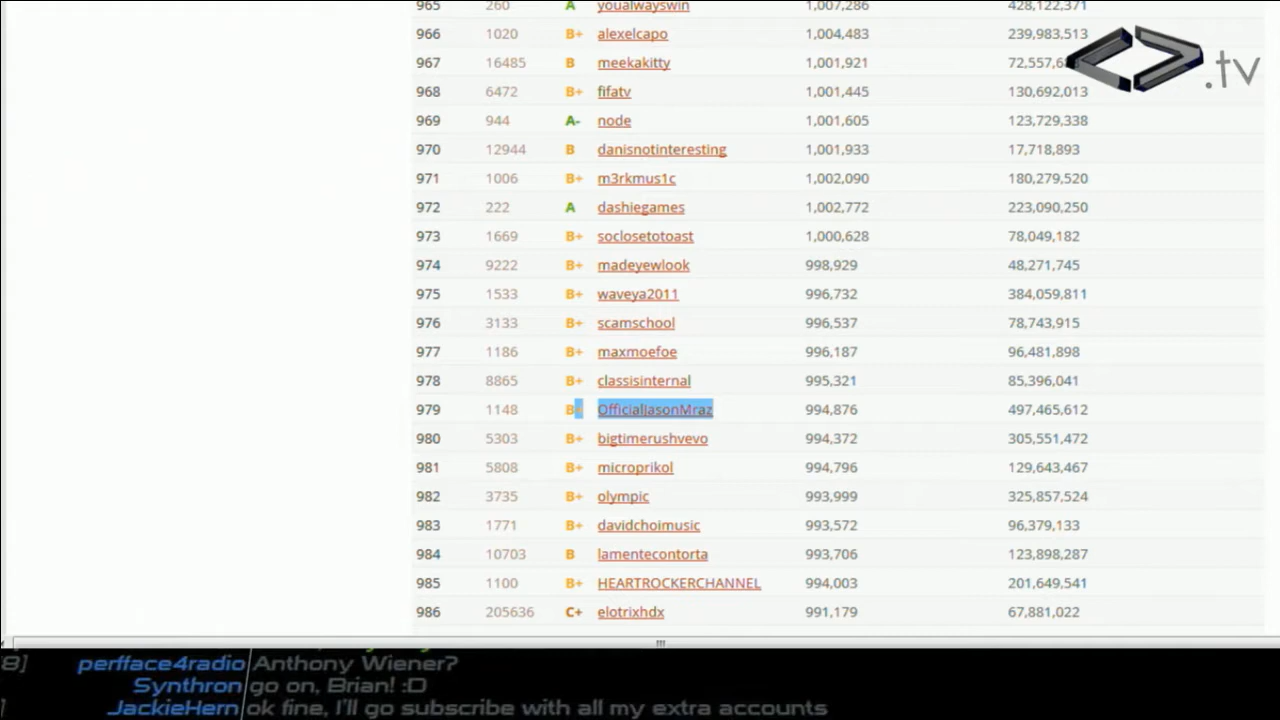 965 260 A youalwayswin 1,007,286 428,122,371
966 1020 B+ alexelcapo 1,004,483 239,983,513
967 16485 B meekakitty 1,001,921
968 6472 B+ fifatv 1,001,445 130,692,013
969 944 A- node 1,001,605 123,729,338
970 12944 B danisnotinteresting 1,001,933 17,718,893
971 1006 B+ m3rkmus1c 1,002,090 180,279,520
972 222 A dashiegames 1,002,772 223,090,250
973 1669 B+ soclosetotoast 1,000,628 78,049,182
974 9222 B+ madeyewlook 998,929 48,271,745
975 1533 B+ waveya2011 996,732 384,059,811
976 3133 B+ scamschool 996,537 78,743,915
977 1186 B+ maxmoefoe 996,187 96,481,898
978 8865 B+ classisinternal 995,321 85,396,041
979 1148 B+ OfficialJasonMraz 994,876 497,465,612
980 5303 B+ bigtimerushvevo 994,372 305,551,472
981 5808 B+ microprikol 994,796 129,643,467
982 3735 B+ olympic 993,999 325,857,524
983 1771 B+ davidchoimusic 993,572 96,379,133
984 10703 B lamentecontorta 993,706 123,898,287
985 1100 B+ HEARTROCKERCHANNEL 994,003 201,649,541
986 205636 C+ elotrixhdx 991,179 67,881,022
.tv
8] perfface4radio Anthony Wiener?
Synthron go on, Brian! :D
] JackieHern ok fine, I'll go subscribe with all my extra accounts